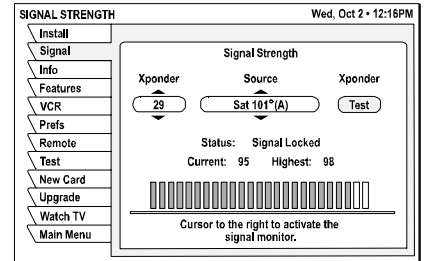 SIGNAL STRENGTH
Wed, Oct 2 • 12:16PM
Install
Signal
Info
Features
VCR
Prefs
Remote
Test
New Card
Upgrade
Watch TV
Main Menu
Signal Strength
Xponder Source Xponder
29 Sat 101°(A) Test
Status: Signal Locked
Current: 95 Highest: 98
Cursor to the right to activate the
signal monitor.